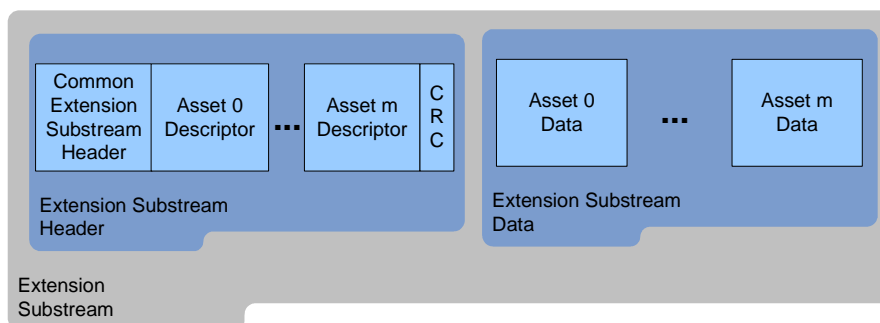 Common
Extension
Substream
Header
Asset 0
Descriptor
...
Asset m
Descriptor
C
R
C
Extension Substream
Header
Asset 0
Data
...
Asset m
Data
Extension Substream
Data
Extension
Substream